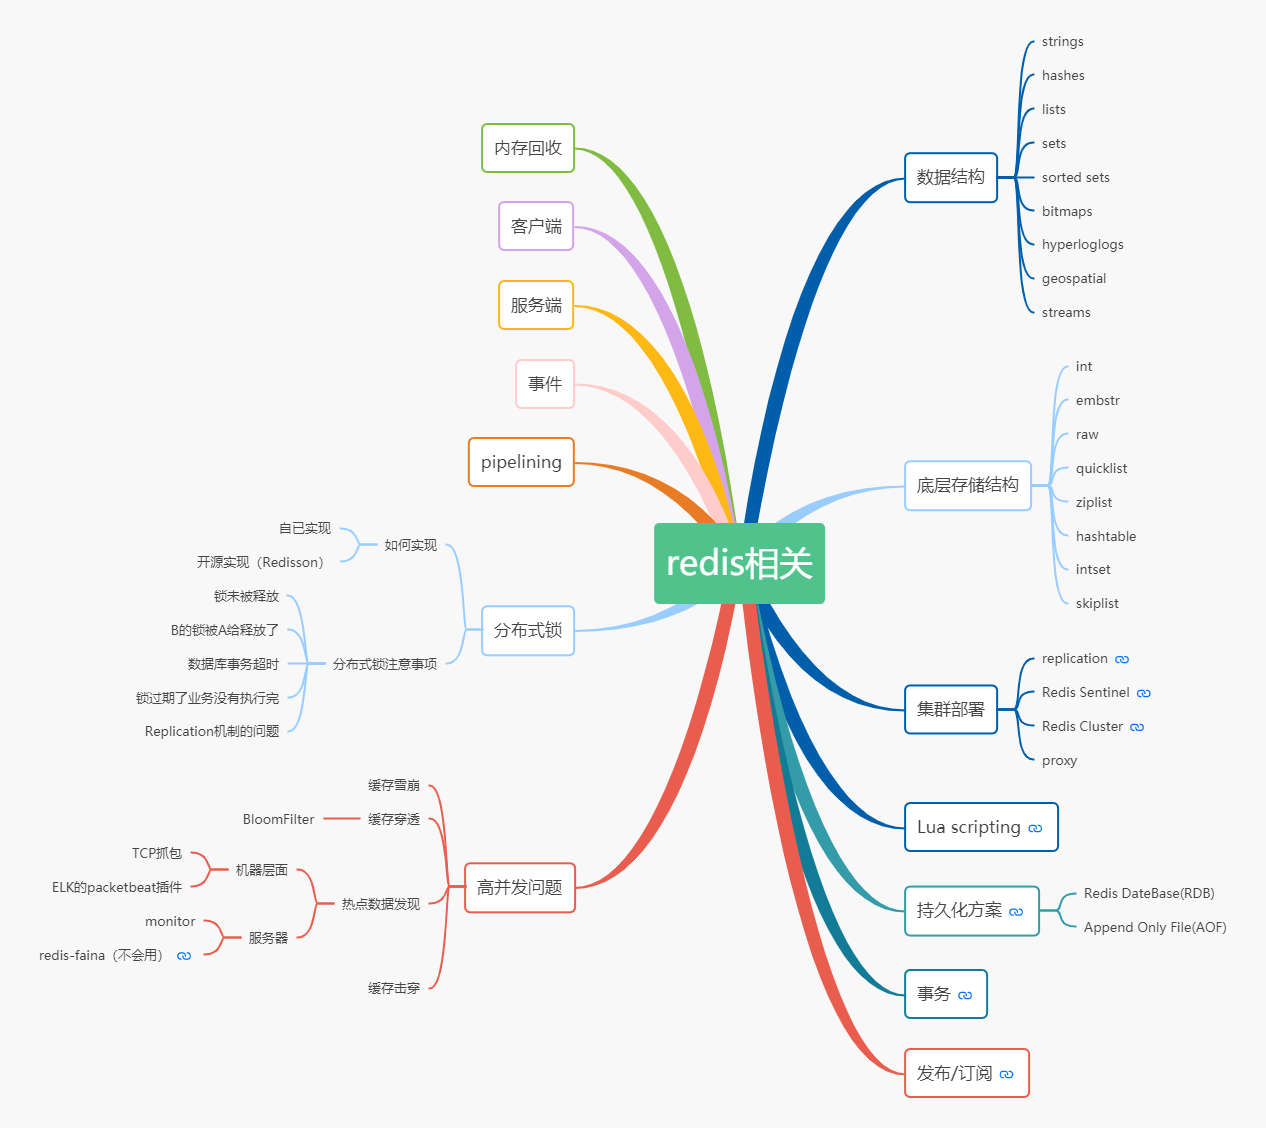 redis相关
数据结构
strings
hashes
lists
sets
sorted sets
bitmaps
hyperloglogs
geospatial
streams
底层存储结构
int
embstr
raw
quicklist
ziplist
hashtable
intset
skiplist
集群部署
replication
Redis Sentinel
Redis Cluster
proxy
Lua scripting
持久化方案
Redis DateBase(RDB)
Append Only File(AOF)
事务
发布/订阅
内存回收
客户端
服务端
事件
pipelining
分布式锁
如何实现
自已实现
开源实现（Redisson）
分布式锁注意事项
锁未被释放
B的锁被A给释放了
数据库事务超时
锁过期了业务没有执行完
Replication机制的问题
高并发问题
缓存雪崩
缓存穿透
BloomFilter
热点数据发现
机器层面
TCP抓包
ELK的packetbeat插件
服务器
monitor
redis-faina（不会用）
缓存击穿